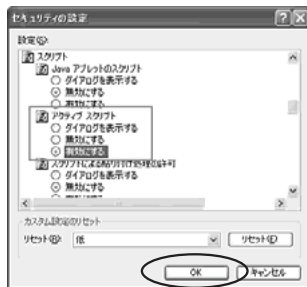 セキュリティの設定
設定(S):
スクリプト
Java アプレットのスクリプト
ダイアログを表示する
無効にする
有効にする
アクティブ スクリプト
ダイアログを表示する
無効にする
有効にする
スクリプトによる貼り付け処理の許可
ダイアログを表示する
無効にする
有効にする
カスタム設定のリセット
リセット(R): 低 リセット(E)
OK キャンセル